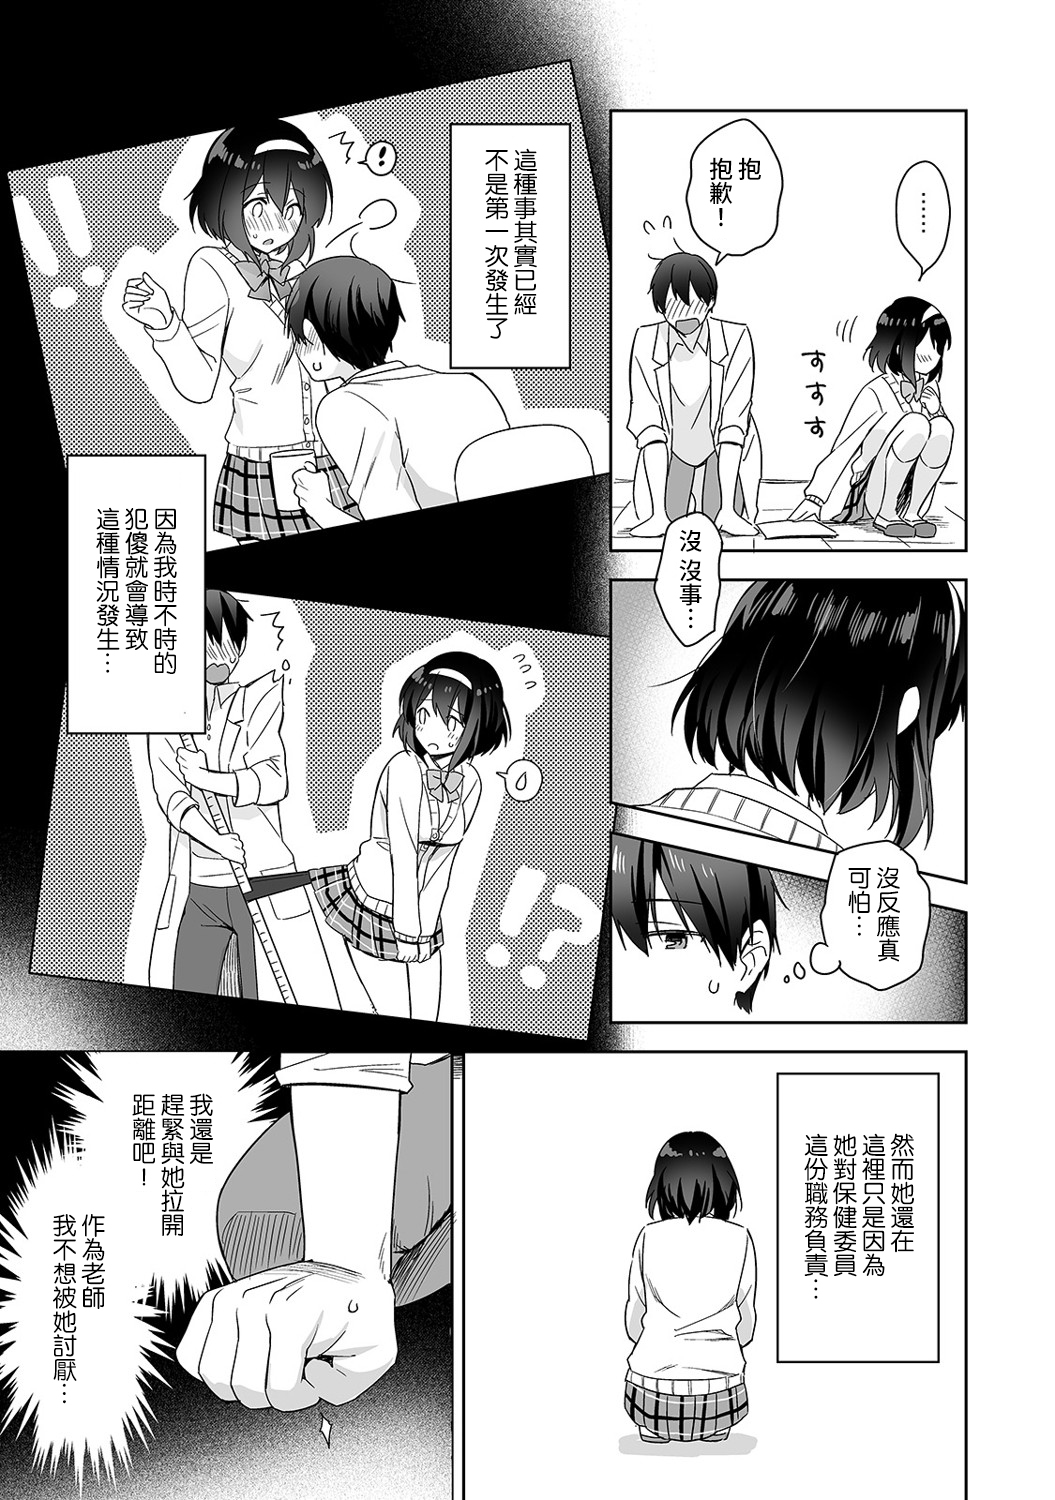 ……
抱
抱歉！
すすす
沒
沒事…
沒反應真
可怕…
這種事其實已經
不是第一次發生了
！
!!
因為我時不時的
犯傻就會導致
這種情況發生…
!?
然而她還在
這裡只是因為
她對保健委員
這份職務負責…
我還是
趕緊與她拉開
距離吧！
作為老師
我不想被她討厭…